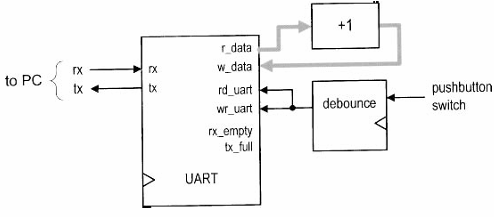 r_data
+1
w_data
to PC
rx
rx
tx
tx
rd_uart
wr_uart
debounce
pushbutton
switch
rx_empty
tx_full
UART